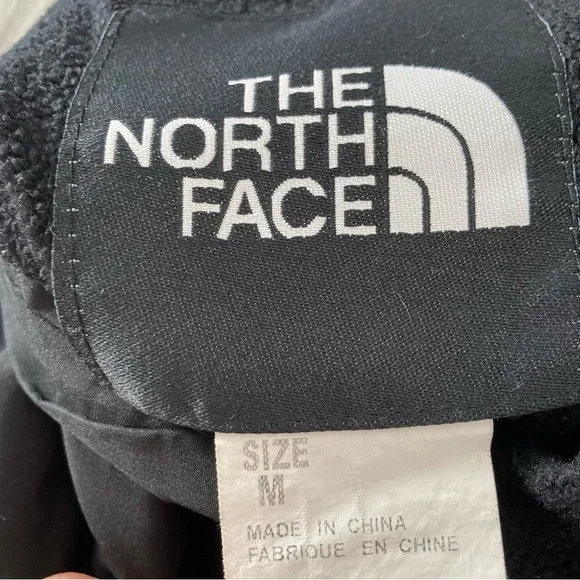 THE
NORTH
FACE
SIZE
M
MADE IN CHINA
FABRIQUE EN CHINE